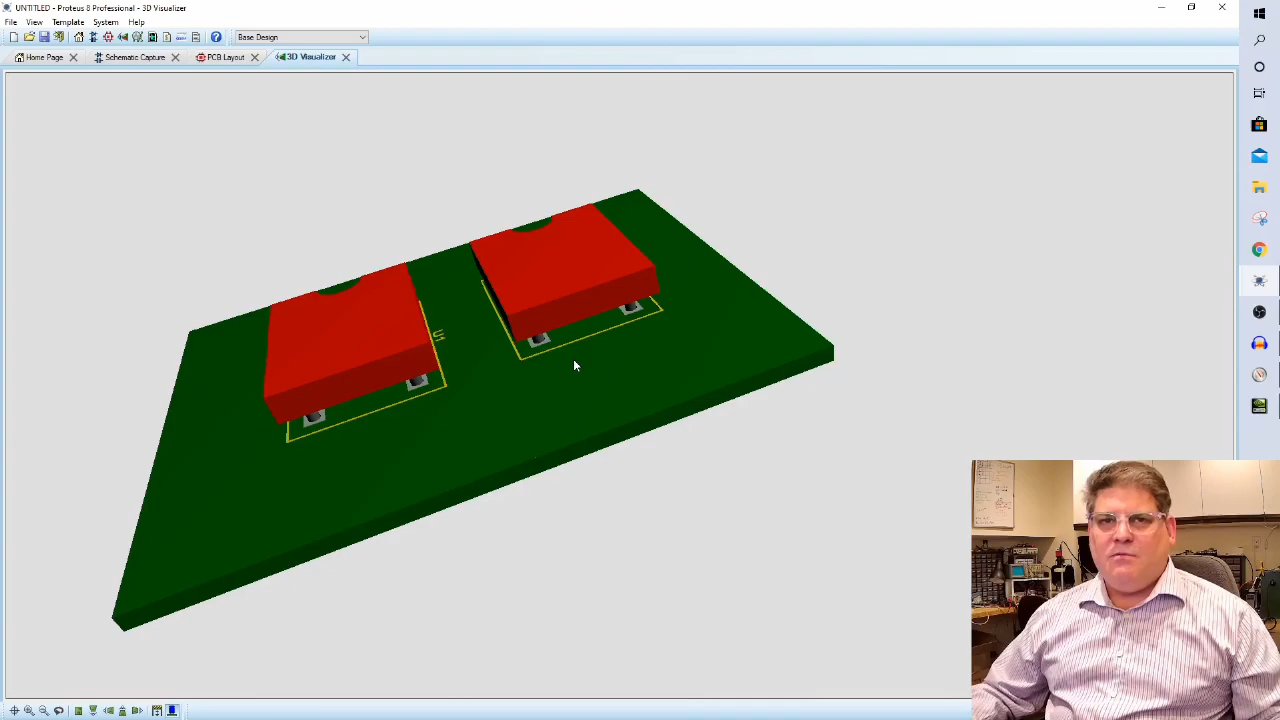 UNTITLED - Proteus 8 Professional - 3D Visualizer
File View Template System Help
Base Design
Home Page Schematic Capture PCB Layout 3D Visualizer
U1